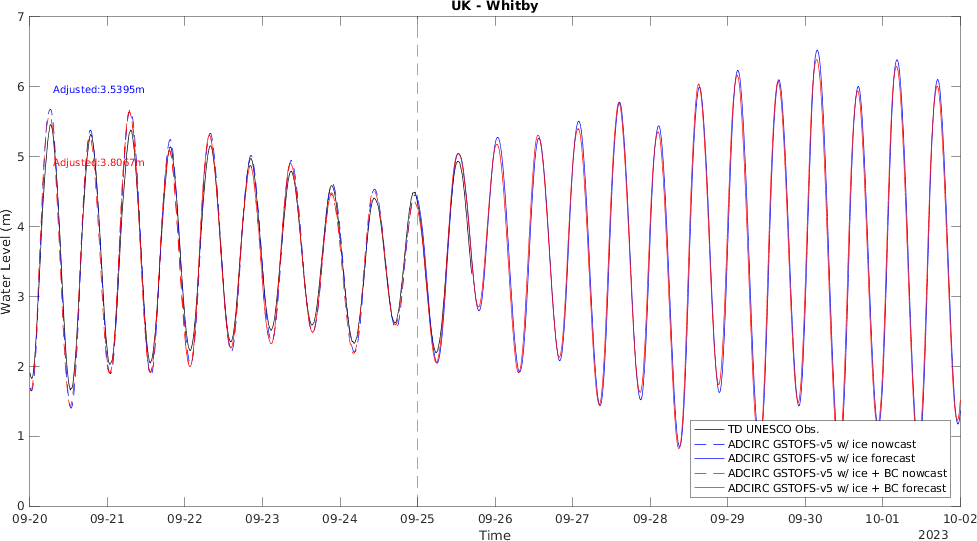 UK - Whitby
7
6
5
4
3
2
1
0
Water Level (m)
Adjusted:3.5395m
Adjusted:3.8067m
TD UNESCO Obs.
ADCIRC GSTOFS-v5 w/ ice nowcast
ADCIRC GSTOFS-v5 w/ ice forecast
ADCIRC GSTOFS-v5 w/ ice + BC nowcast
ADCIRC GSTOFS-v5 w/ ice + BC forecast
09-20 09-21 09-22 09-23 09-24 09-25 09-26 09-27 09-28 09-29 09-30 10-01 10-02
Time
2023